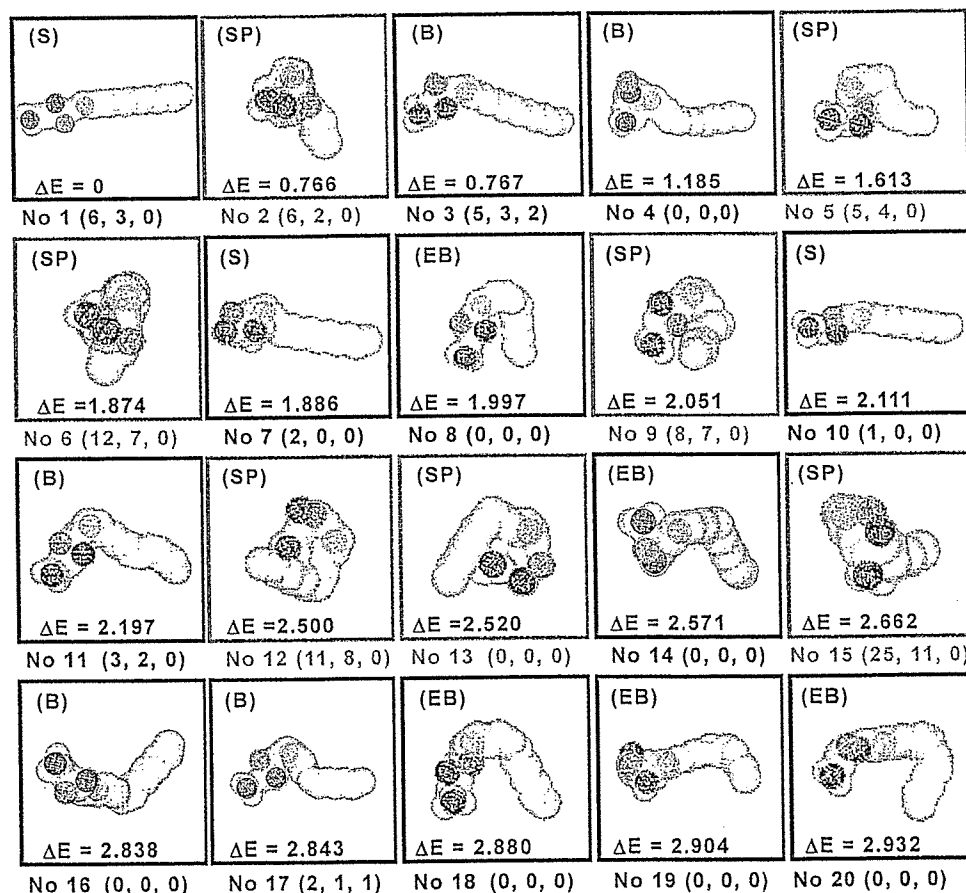 (S) (SP) (B) (B) (SP)
ΔE = 0 ΔE = 0.766 ΔE = 0.767 ΔE = 1.185 ΔE = 1.613
No 1 (6, 3, 0) No 2 (6, 2, 0) No 3 (5, 3, 2) No 4 (0, 0,0) No 5 (5, 4, 0)
(SP) (S) (EB) (SP) (S)
ΔE =1.874 ΔE = 1.886 ΔE = 1.997 ΔE = 2.051 ΔE = 2.111
No 6 (12, 7, 0) No 7 (2, 0, 0) No 8 (0, 0, 0) No 9 (8, 7, 0) No 10 (1, 0, 0)
(B) (SP) (SP) (EB) (SP)
ΔE = 2.197 ΔE =2.500 ΔE =2.520 ΔE = 2.571 ΔE = 2.662
No 11 (3, 2, 0) No 12 (11, 8, 0) No 13 (0, 0, 0) No 14 (0, 0, 0) No 15 (25, 11, 0)
(B) (B) (EB) (EB) (EB)
ΔE = 2.838 ΔE = 2.843 ΔE = 2.880 ΔE = 2.904 ΔE = 2.932
No 16 (0, 0, 0) No 17 (2, 1, 1) No 18 (0, 0, 0) No 19 (0, 0, 0) No 20 (0, 0, 0)